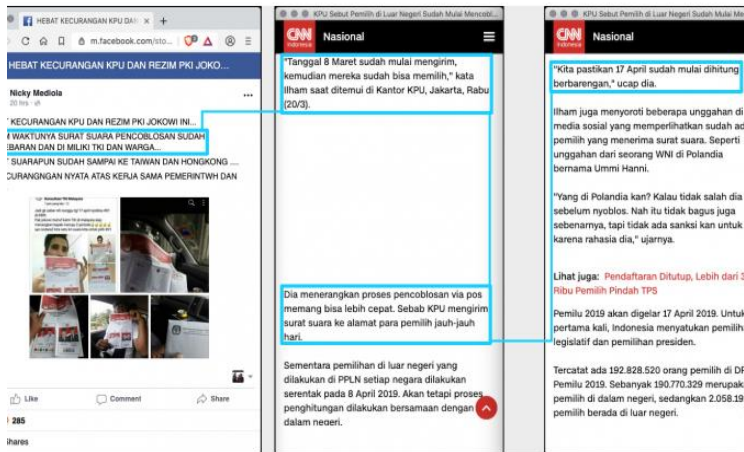 HEBAT KECURANGAN KPU DAN
m.facebook.com/sto...
HEBAT KECURANGAN KPU DAN REZIM PKI JOKO...
Nicky Mediola
20 hrs
KECURANGAN KPU DAN REZIM PKI JOKOWI INI...
WAKTUNYA SURAT SUARA PENCOBLOSAN SUDAH
EBARAN DAN DI MILIKI TKI DAN WARGA...
SUARAPUN SUDAH SAMPAI KE TAIWAN DAN HONGKONG ....
CURANGNGAN NYATA ATAS KERJA SAMA PEMERINTWH DAN
Like
Comment
Share
285
Shares
KPU Sebut Pemilih di Luar Negeri Sudah Mulai Mencobl...
CNN
Indonesia
Nasional
"Tanggal 8 Maret sudah mulai mengirim,
kemudian mereka sudah bisa memilih," kata
Ilham saat ditemui di Kantor KPU, Jakarta, Rabu
(20/3).
Dia menerangkan proses pencoblosan via pos
memang bisa lebih cepat. Sebab KPU mengirim
surat suara ke alamat para pemilih jauh-jauh
hari.
Sementara pemilihan di luar negeri yang
dilakukan di PPLN setiap negara dilakukan
serentak pada 8 April 2019. Akan tetapi proses
penghitungan dilakukan bersamaan dengan
dalam negeri.
KPU Sebut Pemilih di Luar Negeri Sudah Mulai Me
CNN
Indonesia
Nasional
"Kita pastikan 17 April sudah mulai dihitung
berbarengan," ucap dia.
Ilham juga menyoroti beberapa unggahan di
media sosial yang memperlihatkan sudah ad
pemilih yang menerima surat suara. Seperti
unggahan dari seorang WNI di Polandia
bernama Ummi Hanni.
"Yang di Polandia kan? Kalau tidak salah dia
sebelum nyoblos. Nah itu tidak bagus juga
sebenarnya, tapi tidak ada sanksi kan untuk
karena rahasia dia," ujarnya.
Lihat juga: Pendaftaran Ditutup, Lebih dari 3
Ribu Pemilih Pindah TPS
Pemilu 2019 akan digelar 17 April 2019. Untuk
pertama kali, Indonesia menyatukan pemilih
legislatif dan pemilihan presiden.
Tercatat ada 192.828.520 orang pemilih di DP
Pemilu 2019. Sebanyak 190.770.329 merupak
pemilih di dalam negeri, sedangkan 2.058.19
pemilih berada di luar negeri.